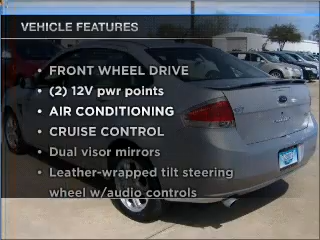 VEHICLE FEATURES
• FRONT WHEEL DRIVE
• (2) 12V pwr points
• AIR CONDITIONING
• CRUISE CONTROL
• Dual visor mirrors
• Leather-wrapped tilt steering
wheel w/audio controls